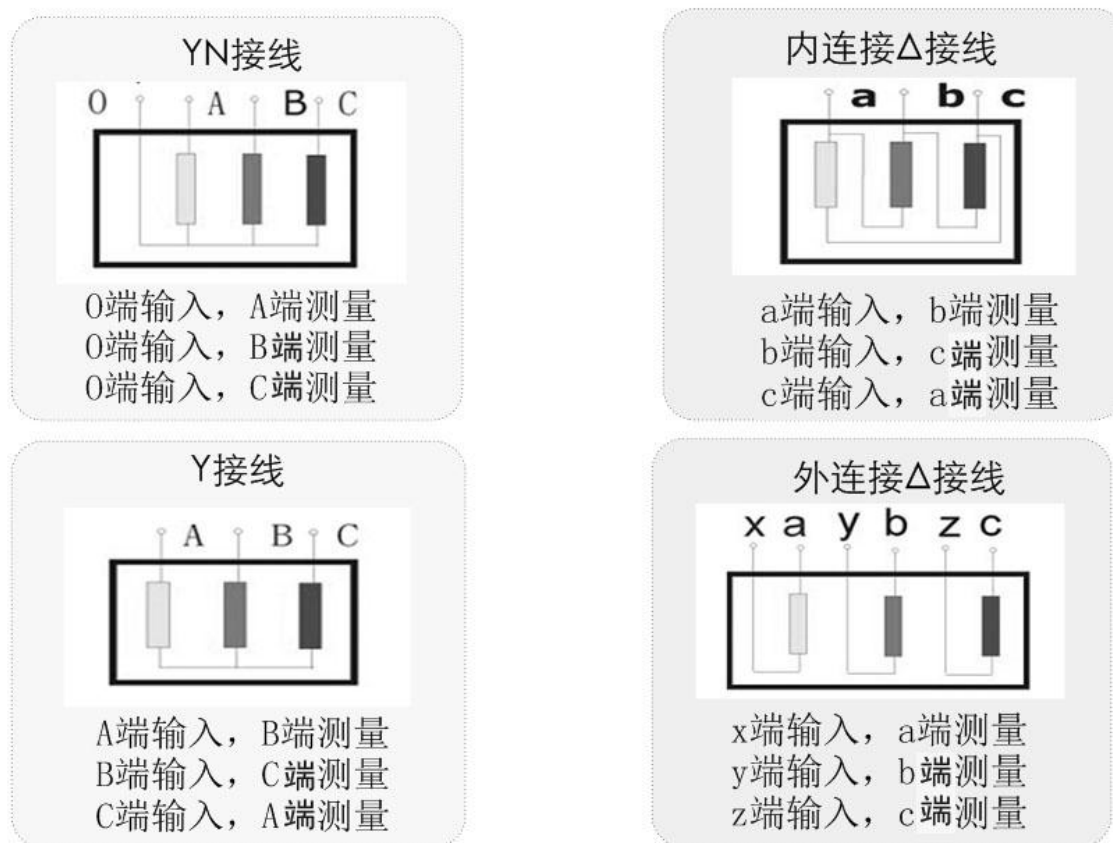 YN接线
O A B C
O端输入，A端测量
O端输入，B端测量
O端输入，C端测量
内连接Δ接线
a b c
a端输入，b端测量
b端输入，c端测量
c端输入，a端测量
Y接线
A B C
A端输入，B端测量
B端输入，C端测量
C端输入，A端测量
外连接Δ接线
x a y b z c
x端输入，a端测量
y端输入，b端测量
z端输入，c端测量